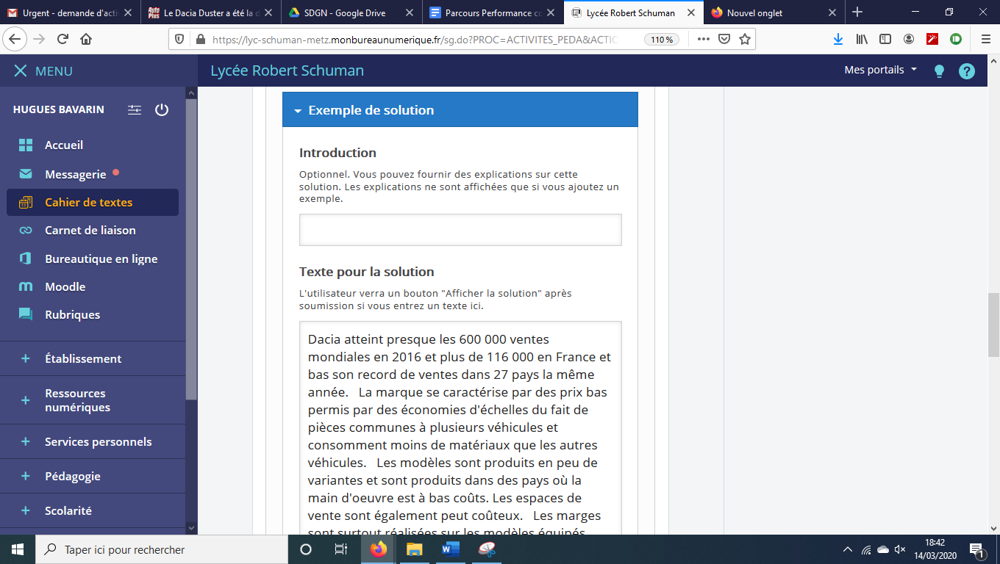 Urgent - demande d'acti
Le Dacia Duster a été la d
SDGN - Google Drive
Parcours Performance co
Lycée Robert Schuman
Nouvel onglet
https://lyc-schuman-metz.monbureaunumerique.fr/sg.do?PROC=ACTIVITES_PEDA&ACTIC
110 %
MENU
Lycée Robert Schuman
Mes portails
HUGUES BAVARIN
Accueil
Messagerie
Cahier de textes
Carnet de liaison
Bureautique en ligne
Moodle
Rubriques
+ Établissement
+ Ressources
numériques
+ Services personnels
+ Pédagogie
+ Scolarité
Exemple de solution
Introduction
Optionnel. Vous pouvez fournir des explications sur cette
solution. Les explications ne sont affichées que si vous ajoutez un
exemple.
Texte pour la solution
L'utilisateur verra un bouton "Afficher la solution" après
soumission si vous entrez un texte ici.
Dacia atteint presque les 600 000 ventes
mondiales en 2016 et plus de 116 000 en France et
bas son record de ventes dans 27 pays la même
année.   La marque se caractérise par des prix bas
permis par des économies d'échelles du fait de
pièces communes à plusieurs véhicules et
consomment moins de matériaux que les autres
véhicules.   Les modèles sont produits en peu de
variantes et sont produits dans des pays où la
main d'oeuvre est à bas coûts. Les espaces de
vente sont également peut coûteux.   Les marges
sont surtout réalisées sur les modèles équipés
Taper ici pour rechercher
18:42
14/03/2020
1